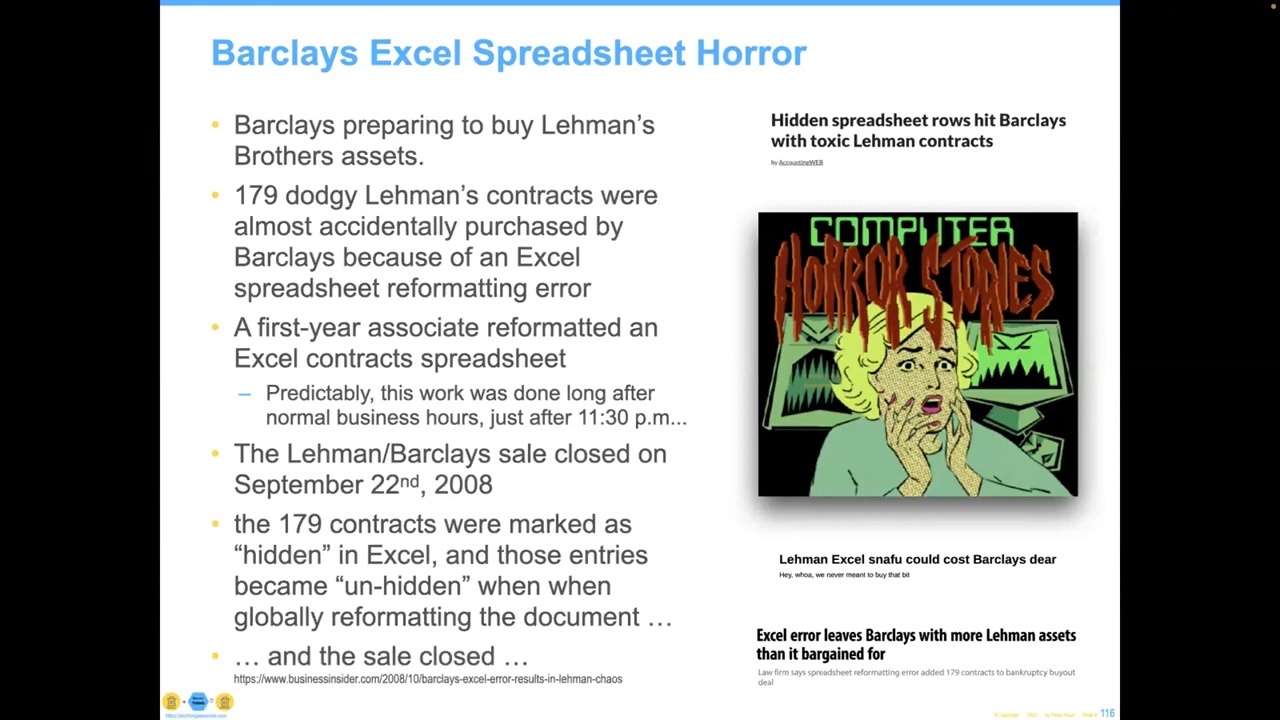 Barclays Excel Spreadsheet Horror
• Barclays preparing to buy Lehman’s
Brothers assets.
• 179 dodgy Lehman’s contracts were
almost accidentally purchased by
Barclays because of an Excel
spreadsheet reformatting error
• A first-year associate reformatted an
Excel contracts spreadsheet
– Predictably, this work was done long after
normal business hours, just after 11:30 p.m...
• The Lehman/Barclays sale closed on
September 22nd, 2008
• the 179 contracts were marked as
“hidden” in Excel, and those entries
became “un-hidden” when when
globally reformatting the document …
• … and the sale closed …
https://www.businessinsider.com/2008/10/barclays-excel-error-results-in-lehman-chaos
Hidden spreadsheet rows hit Barclays
with toxic Lehman contracts
by AccountingWEB
COMPUTER
HORROR STORIES
Lehman Excel snafu could cost Barclays dear
Hey, whoa, we never meant to buy that bit
Excel error leaves Barclays with more Lehman assets
than it bargained for
Law firm says spreadsheet reformatting error added 179 contracts to bankruptcy buyout
deal
116